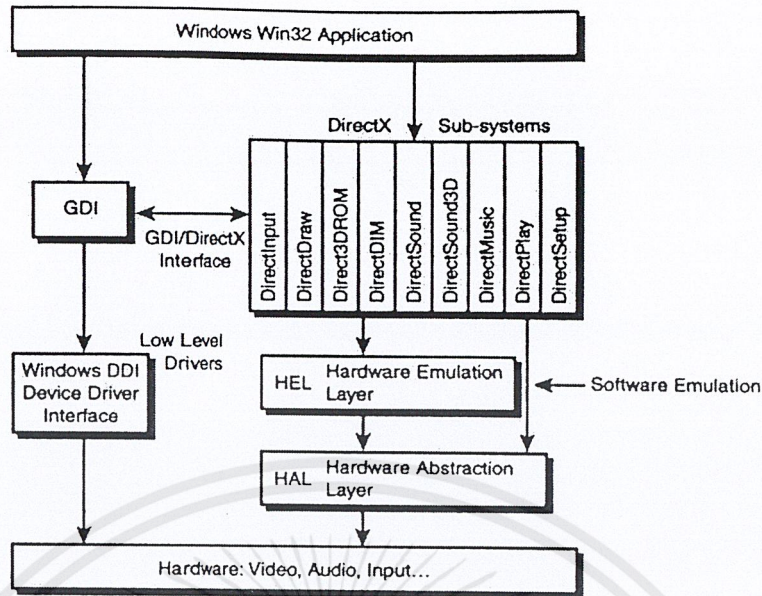 Windows Win32 Application
DirectX Sub-systems
GDI
GDI/DirectX
Interface
DirectInput
DirectDraw
Direct3DROM
DirectDIM
DirectSound
DirectSound3D
DirectMusic
DirectPlay
DirectSetup
Low Level
Drivers
Windows DDI
Device Driver
Interface
HEL Hardware Emulation
Layer
Software Emulation
HAL Hardware Abstraction
Layer
Hardware: Video, Audio, Input...